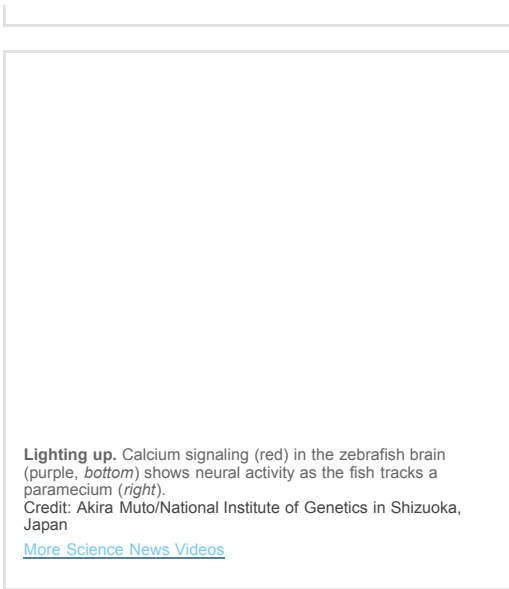 Lighting up. Calcium signaling (red) in the zebrafish brain
(purple, bottom) shows neural activity as the fish tracks a
paramecium (right).
Credit: Akira Muto/National Institute of Genetics in Shizuoka,
Japan
More Science News Videos